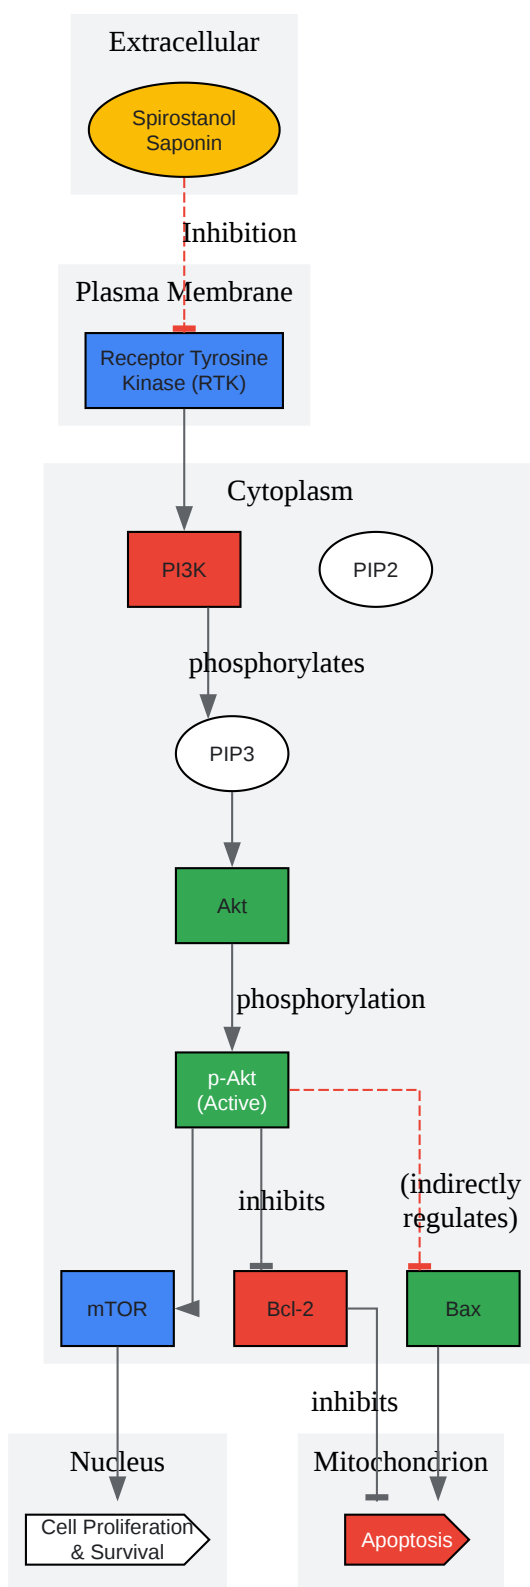 Extracellular
Spirostanol
Saponin
Inhibition
Plasma Membrane
Receptor Tyrosine
Kinase (RTK)
Cytoplasm
PI3K
PIP2
phosphorylates
PIP3
Akt
phosphorylation
p-Akt
(Active)
inhibits
(indirectly
regulates)
mTOR
Bcl-2
Bax
inhibits
Nucleus
Mitochondrion
Cell Proliferation
& Survival
Apoptosis